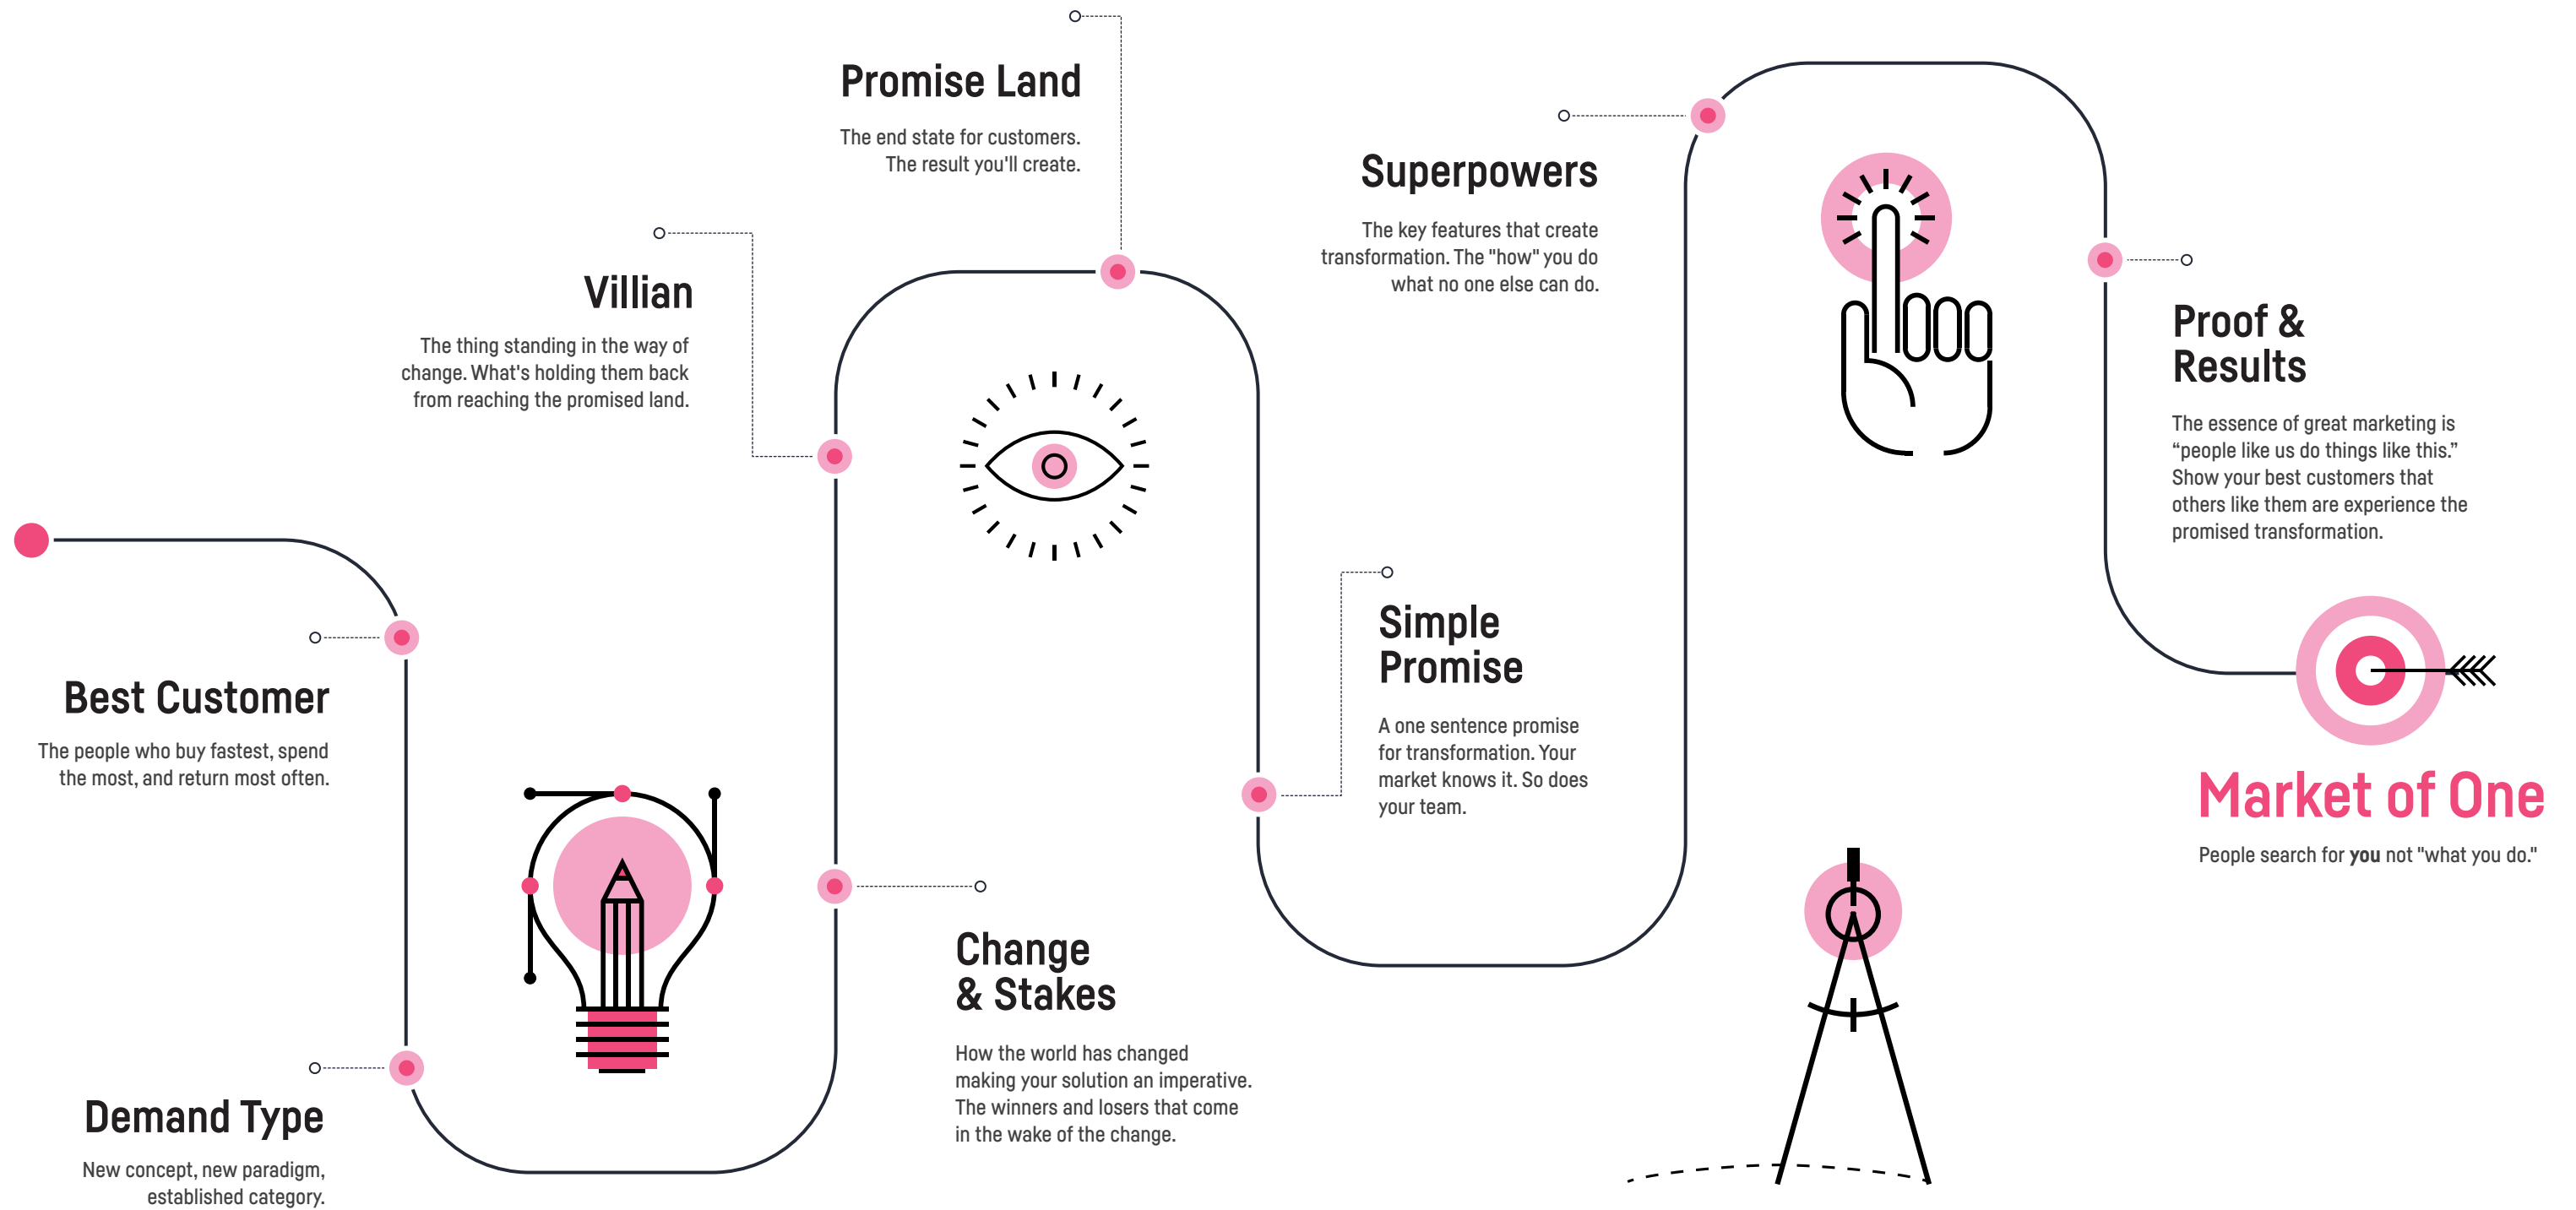 Best Customer
The people who buy fastest, spend
the most, and return most often.
Demand Type
New concept, new paradigm,
established category.
Change
& Stakes
How the world has changed
making your solution an imperative.
The winners and losers that come
in the wake of the change.
Villian
The thing standing in the way of
change. What's holding them back
from reaching the promised land.
Promise Land
The end state for customers.
The result you'll create.
Simple
Promise
A one sentence promise
for transformation. Your
market knows it. So does
your team.
Superpowers
The key features that create
transformation. The "how" you do
what no one else can do.
Proof &
Results
The essence of great marketing is
“people like us do things like this.”
Show your best customers that
others like them are experience the
promised transformation.
Market of One
People search for you not "what you do."